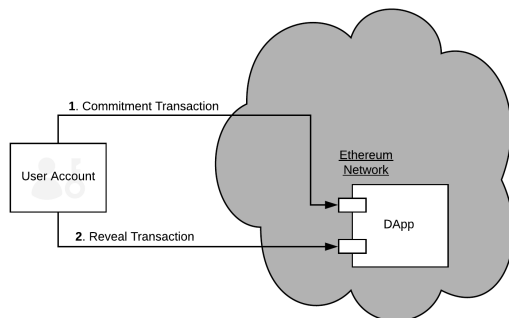 1. Commitment Transaction
Ethereum
Network
User Account
DApp
2. Reveal Transaction